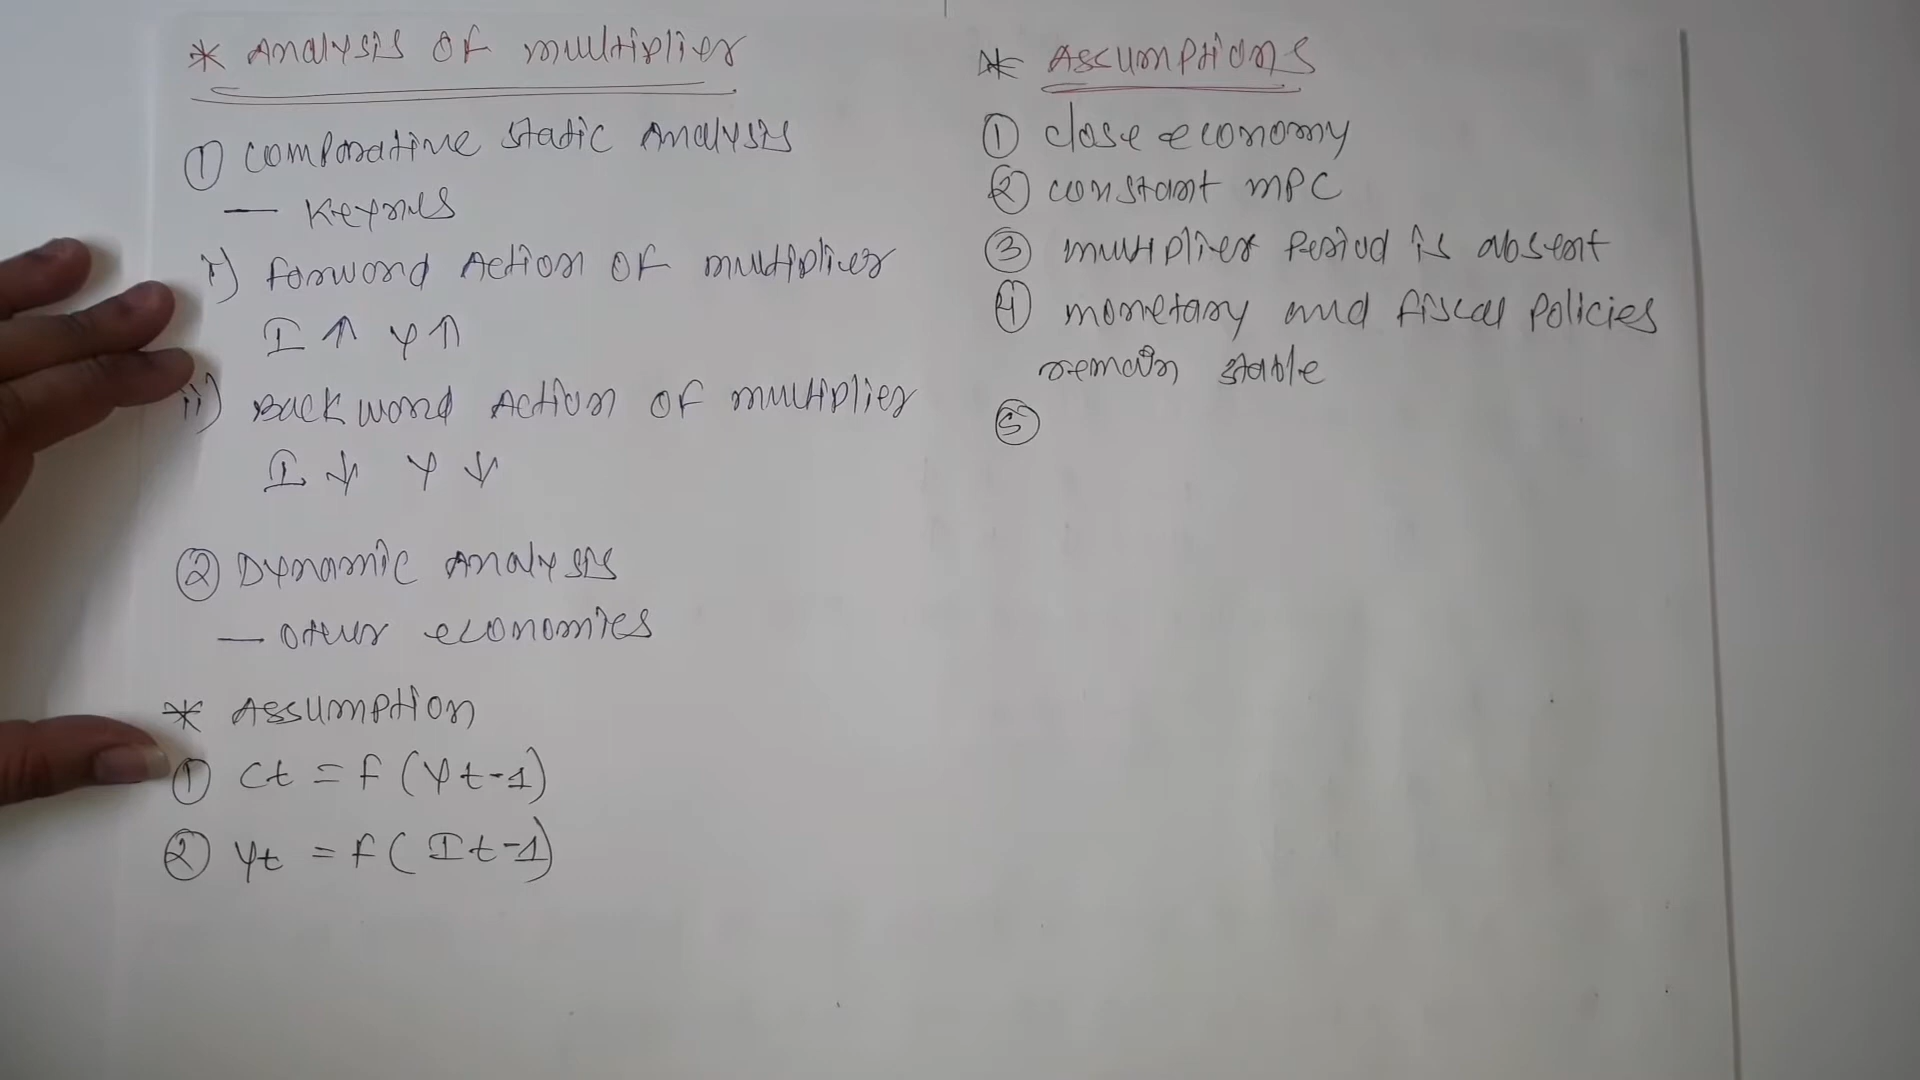 * Analysis of multiplier
① comparative static Analysis
— Keynes
i) forword Action of multiplier
I ↑ Y ↑
ii) Backword Action of multiplier
I ↓ Y ↓
② Dynamic Analysis
— other economies
* Assumption
① Ct = f (Yt-1)
② Yt = f (It-1)
* Assumptions
① close economy
② constant MPC
③ multiplier Period is absent
④ monetary and fiscal Policies
remain stable
⑤